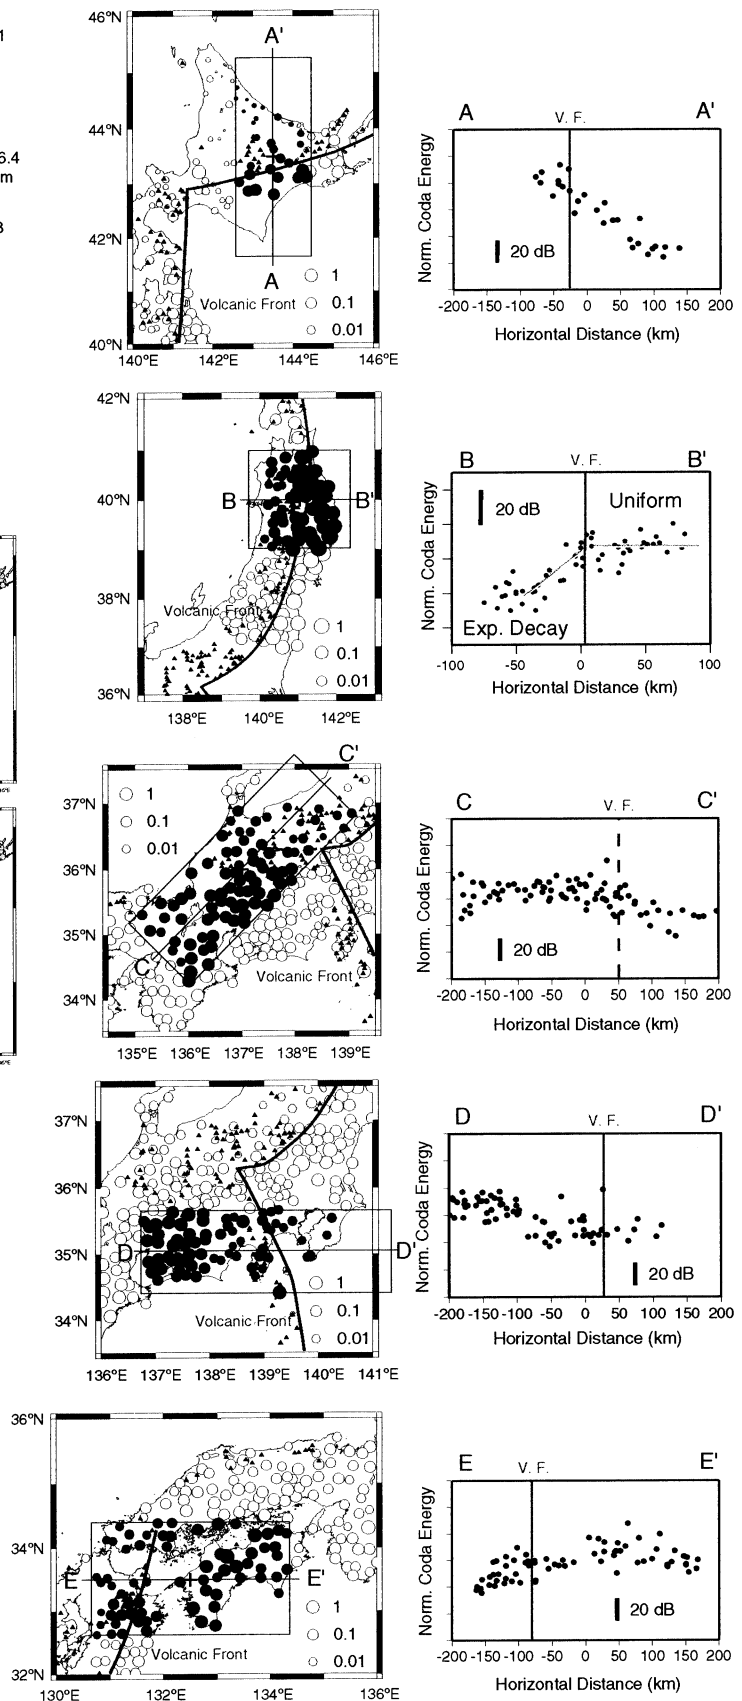 1
6.4
m
3
46°N
44°N
42°N
40°N
A'
A
1
0.1
0.01
Volcanic Front
140°E 142°E 144°E 146°E
A V. F. A'
Norm. Coda Energy
20 dB
-200 -150 -100 -50 0 50 100 150 200
Horizontal Distance (km)
42°N
40°N
38°N
36°N
B B'
Volcanic Front
1
0.1
0.01
138°E 140°E 142°E
B V. F. B'
Norm. Coda Energy
20 dB
Uniform
Exp. Decay
-100 -50 0 50 100
Horizontal Distance (km)
C'
37°N
36°N
35°N
34°N
1
0.1
0.01
C
Volcanic Front
135°E 136°E 137°E 138°E 139°E
C V. F. C'
Norm. Coda Energy
20 dB
-200 -150 -100 -50 0 50 100 150 200
Horizontal Distance (km)
37°N
36°N
35°N
34°N
D D'
1
0.1
0.01
Volcanic Front
136°E 137°E 138°E 139°E 140°E 141°E
D V. F. D'
Norm. Coda Energy
20 dB
-200 -150 -100 -50 0 50 100 150 200
Horizontal Distance (km)
36°N
34°N
32°N
E E'
1
0.1
0.01
Volcanic Front
130°E 132°E 134°E 136°E
E V. F. E'
Norm. Coda Energy
20 dB
-200 -150 -100 -50 0 50 100 150 200
Horizontal Distance (km)